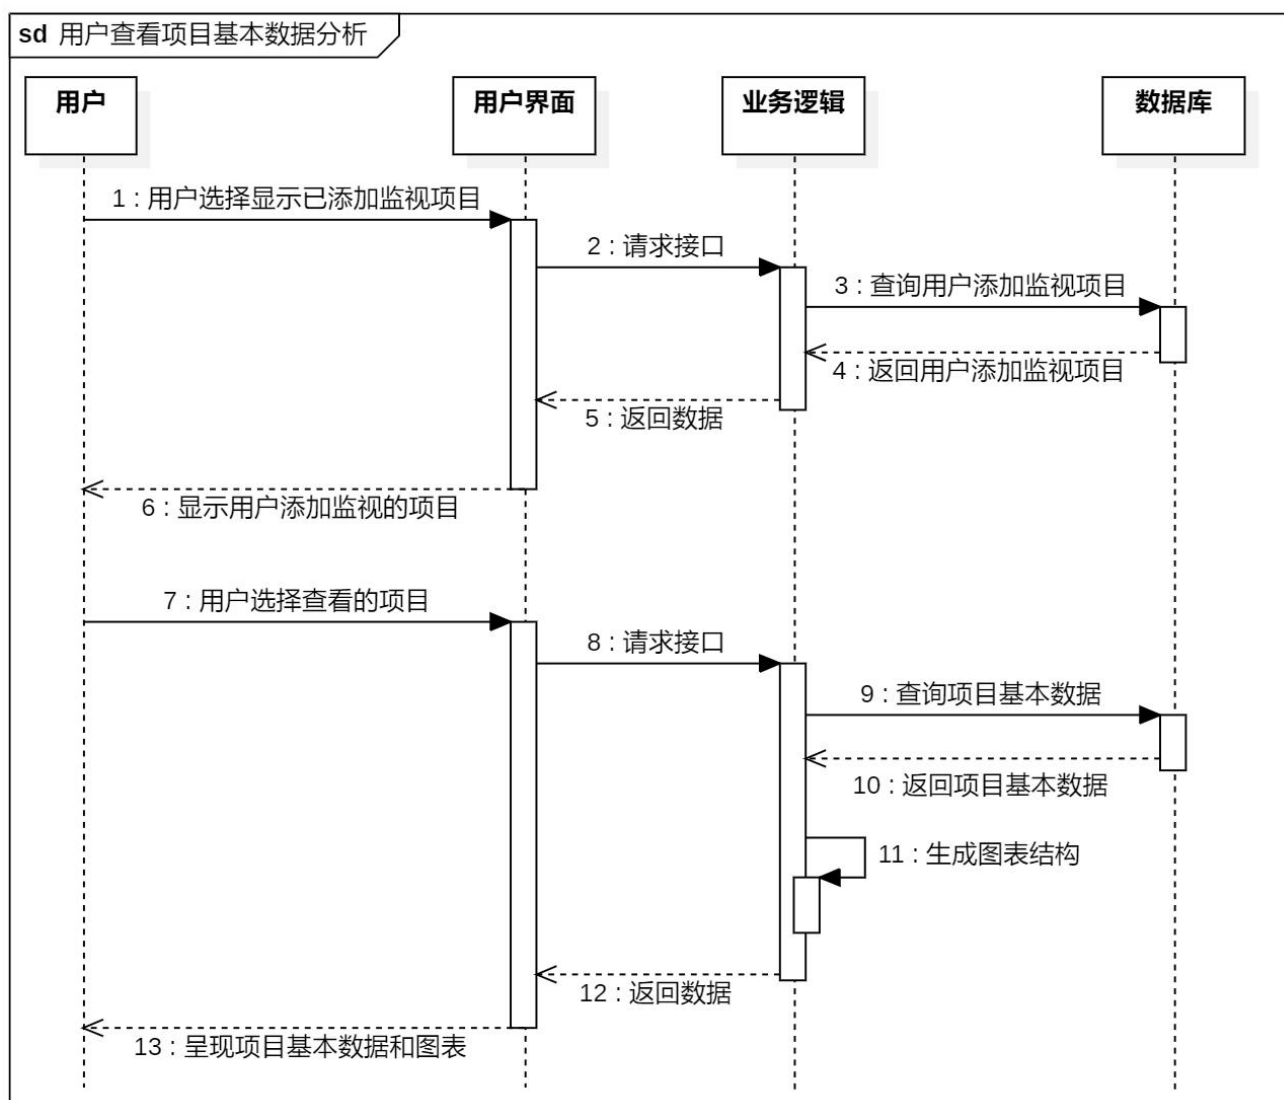 sd 用户查看项目基本数据分析
用户
用户界面
业务逻辑
数据库
1 : 用户选择显示已添加监视项目
2 : 请求接口
3 : 查询用户添加监视项目
4 : 返回用户添加监视项目
5 : 返回数据
6 : 显示用户添加监视的项目
7 : 用户选择查看的项目
8 : 请求接口
9 : 查询项目基本数据
10 : 返回项目基本数据
11 : 生成图表结构
12 : 返回数据
13 : 呈现项目基本数据和图表